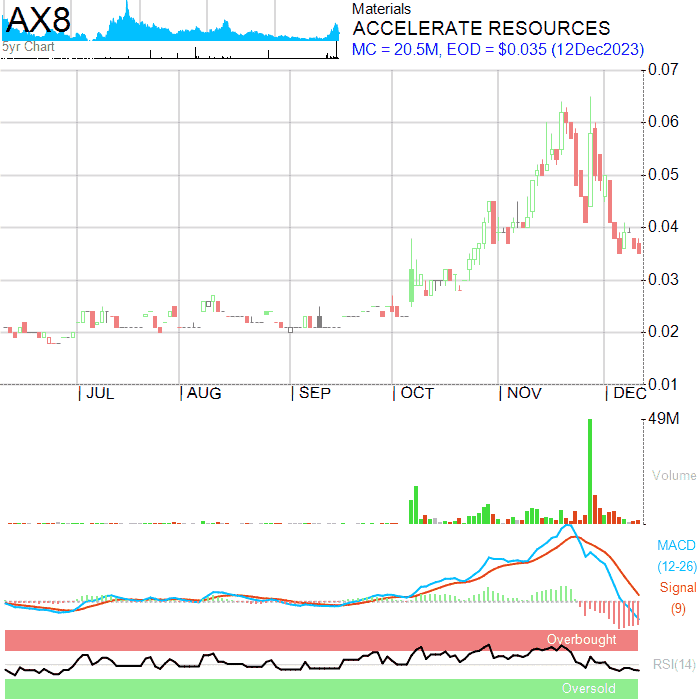 AX8
5yr Chart
Materials
ACCELERATE RESOURCES
MC = 20.5M, EOD = $0.035 (12Dec2023)
0.07
0.06
0.05
0.04
0.03
0.02
0.01
JUL AUG SEP OCT NOV DEC
49M
Volume
MACD
(12-26)
Signal
(9)
Overbought
RSI(14)
Oversold